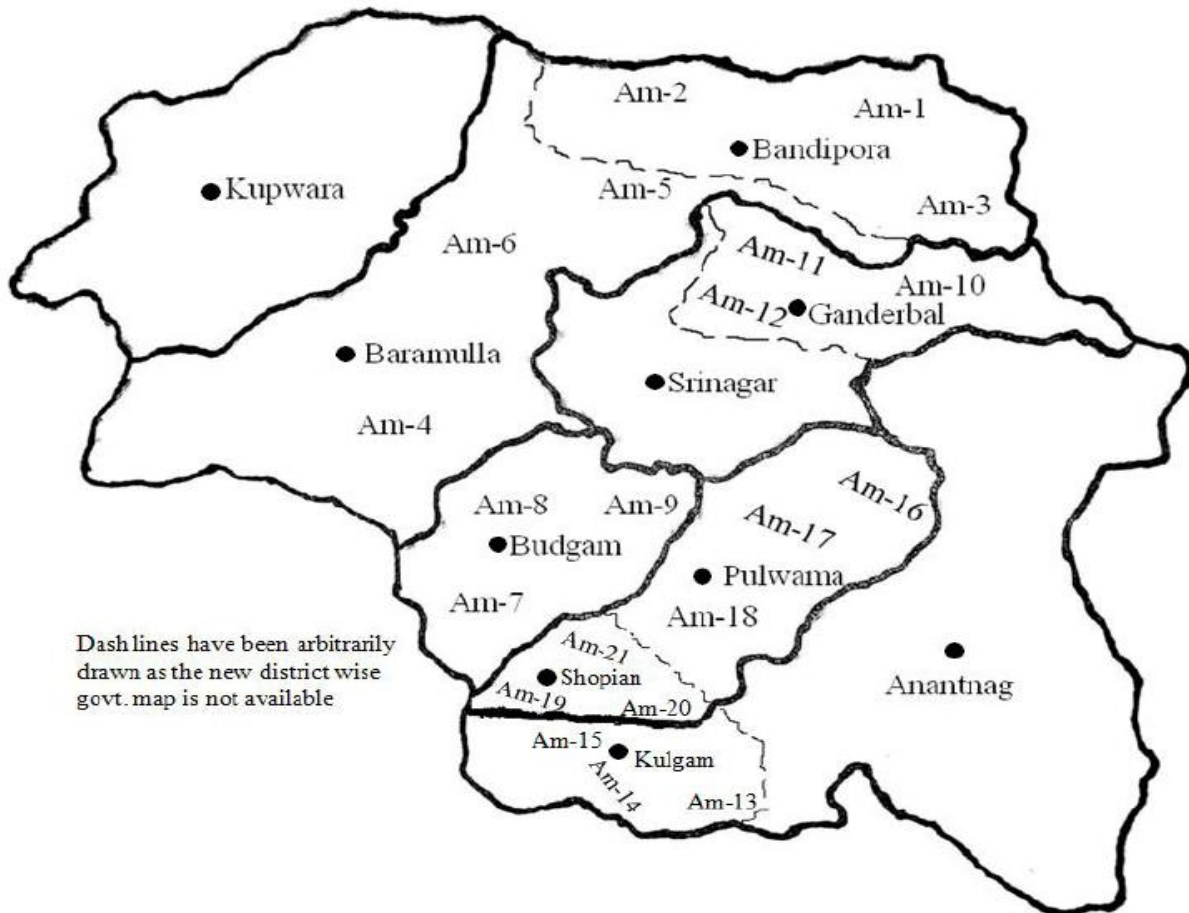 Am-2
Am-1
Bandipora
Kupwara
Am-5
Am-3
Am-6
Am-11
Am-10
Am-12
Ganderbal
Baramulla
Srinagar
Am-4
Am-16
Am-8
Am-9
Am-17
Budgam
Pulwama
Am-7
Am-18
Dash lines have been arbitrarily
drawn as the new district wise
govt. map is not available
Am-21
Shopian
Anantnag
Am-19
Am-20
Am-15
Kulgam
Am-14
Am-13